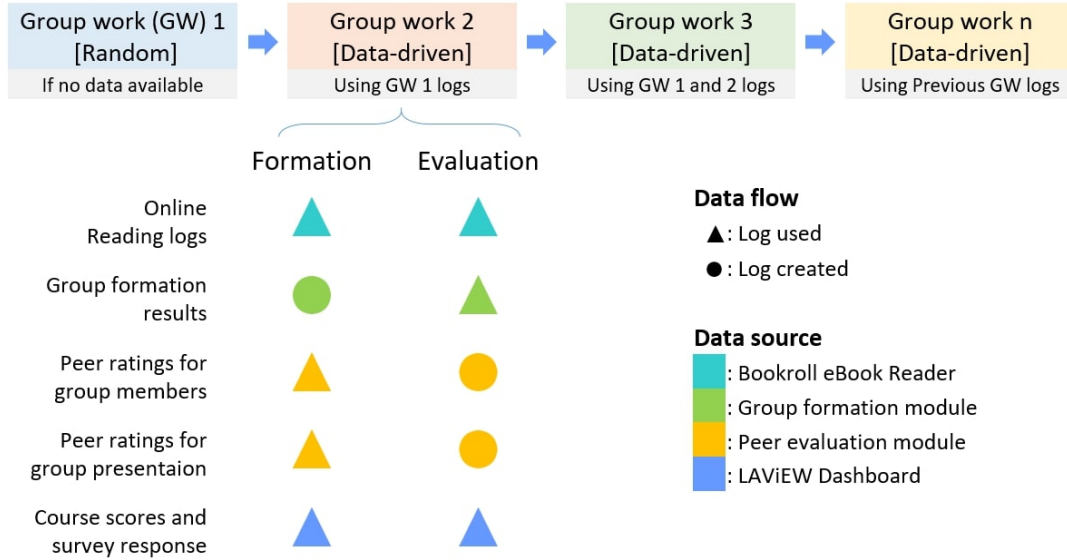 Group work (GW) 1
[Random]
If no data available
Group work 2
[Data-driven]
Using GW 1 logs
Group work 3
[Data-driven]
Using GW 1 and 2 logs
Group work n
[Data-driven]
Using Previous GW logs
Formation
Evaluation
Online
Reading logs
Group formation
results
Peer ratings for
group members
Peer ratings for
group presentaion
Course scores and
survey response
Data flow
: Log used
: Log created
Data source
: Bookroll eBook Reader
: Group formation module
: Peer evaluation module
: LAViEW Dashboard